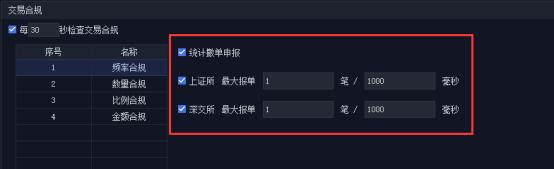 交易合规
每 30 秒检查交易合规
序号 名称
1 频率合规
2 数量合规
3 比例合规
4 金额合规
统计撤单申报
上证所 最大报单 1 笔 / 1000 毫秒
深交所 最大报单 1 笔 / 1000 毫秒